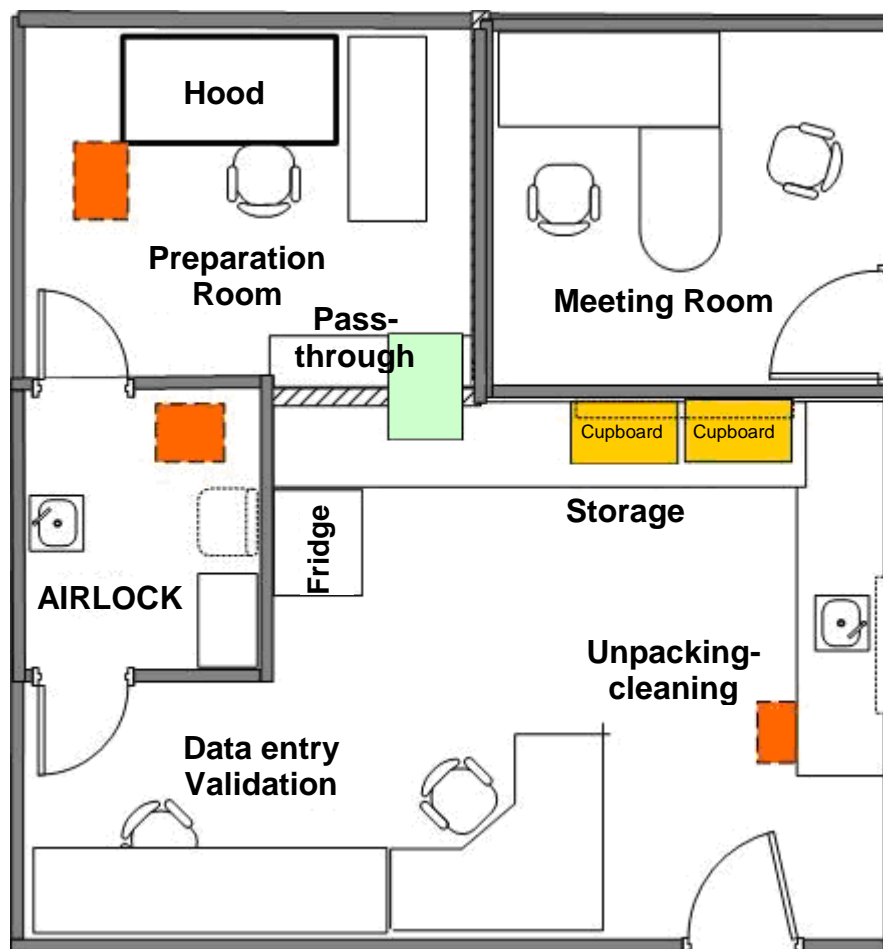 Hood
Preparation
Room
Meeting Room
Pass-
through
Cupboard
Cupboard
Storage
Fridge
AIRLOCK
Unpacking-
cleaning
Data entry
Validation